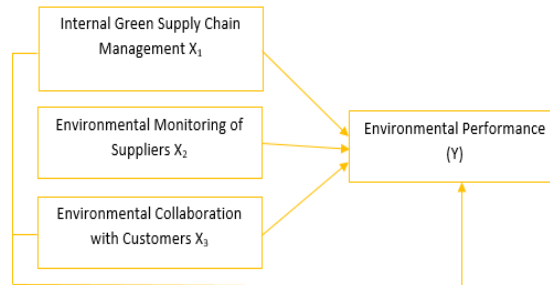 Internal Green Supply Chain
Management X₁
Environmental Monitoring of
Suppliers X₂
Environmental Performance
(Y)
Environmental Collaboration
with Customers X₃